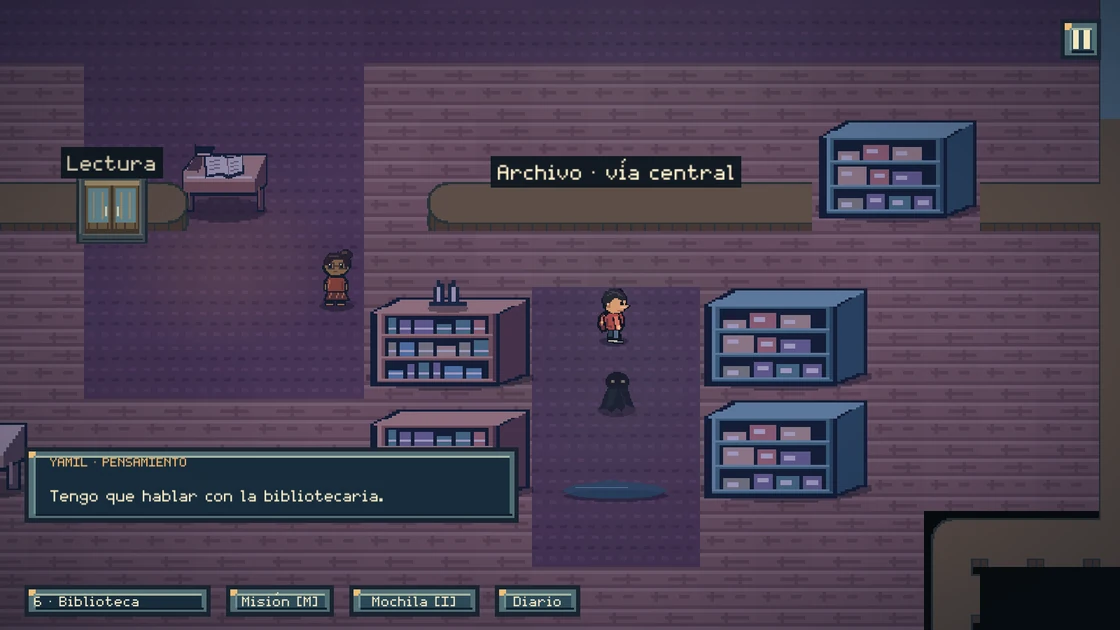 Lectura
Archivo · vía central
YAMIL · PENSAMIENTO
Tengo que hablar con la bibliotecaria.
6 · Biblioteca
Misión [M]
Mochila [I]
Diario